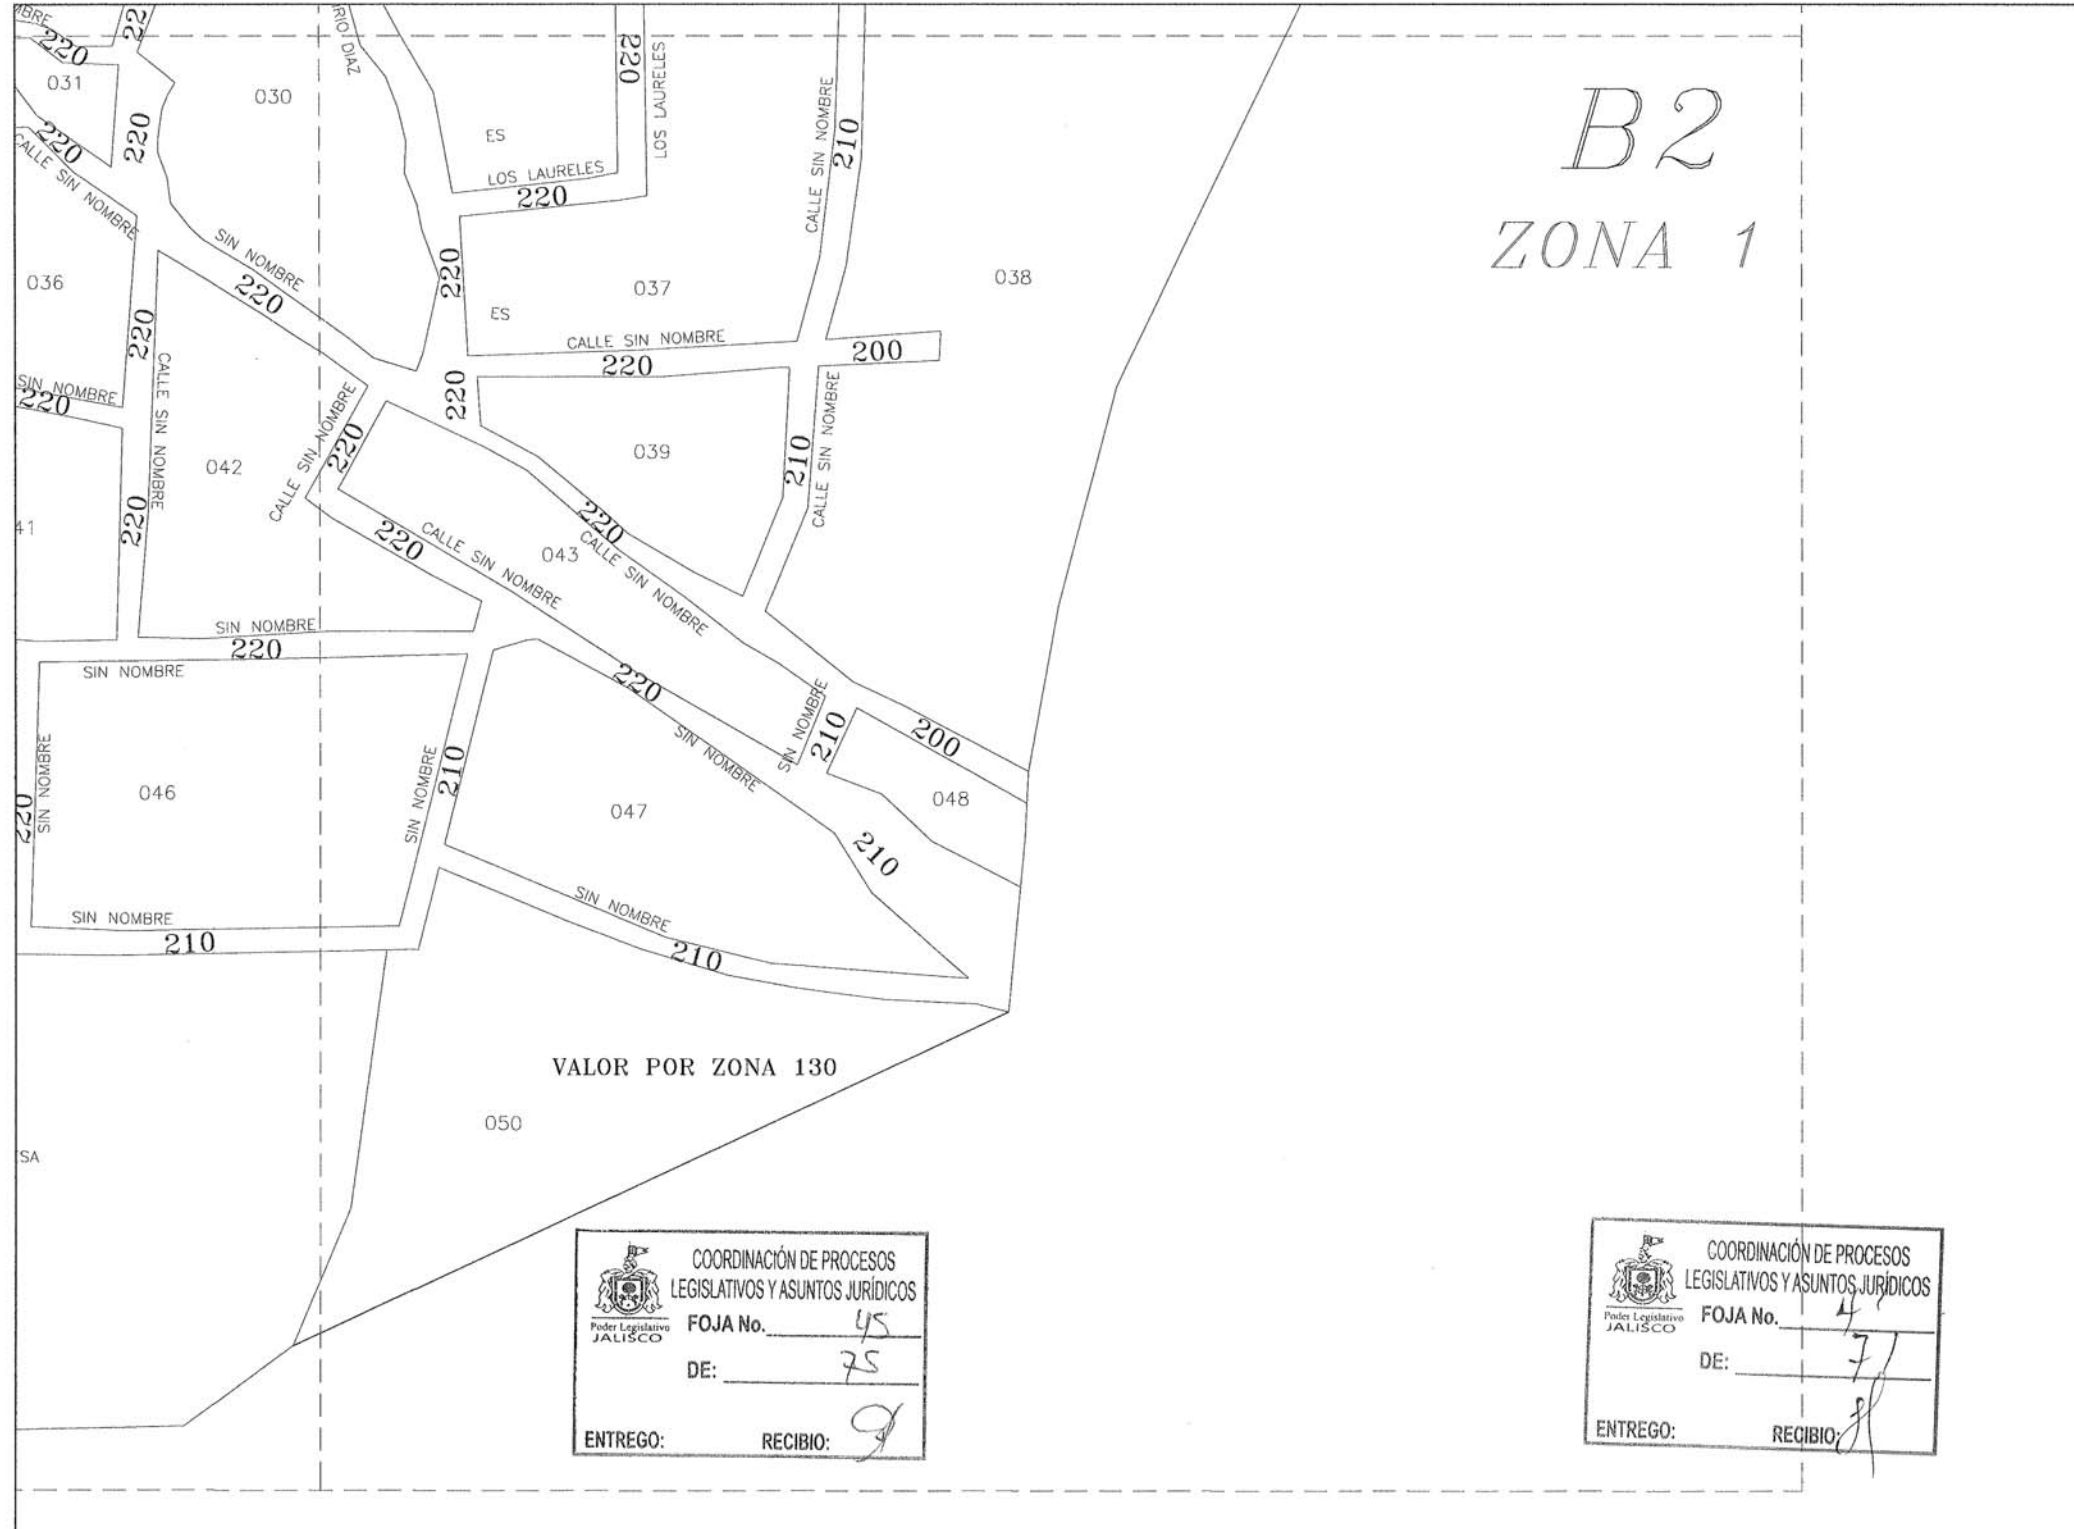 220
220
031
220
220
CALLE SIN NOMBRE
030
DIAZ
ES
220
LOS LAURELES
LOS LAURELES
220
CALLE SIN NOMBRE
210
B2
ZONA 1
036
SIN NOMBRE
220
220
037
038
ES
220
CALLE SIN NOMBRE
CALLE SIN NOMBRE
220
200
SIN NOMBRE
220
220
CALLE SIN NOMBRE
220
042
220
039
210
CALLE SIN NOMBRE
220
CALLE SIN NOMBRE
043
220
CALLE SIN NOMBRE
SIN NOMBRE
220
SIN NOMBRE
220
SIN NOMBRE
SIN NOMBRE
210
200
SIN NOMBRE
220
046
SIN NOMBRE
210
047
048
210
SIN NOMBRE
210
SIN NOMBRE
210
VALOR POR ZONA 130
050
SA
COORDINACIÓN DE PROCESOS
LEGISLATIVOS Y ASUNTOS JURÍDICOS
Poder Legislativo
JALISCO
FOJA No. 45
DE: 75
ENTREGO: RECIBIO:
COORDINACIÓN DE PROCESOS
LEGISLATIVOS Y ASUNTOS JURÍDICOS
Poder Legislativo
JALISCO
FOJA No.
DE:
ENTREGO: RECIBIO: